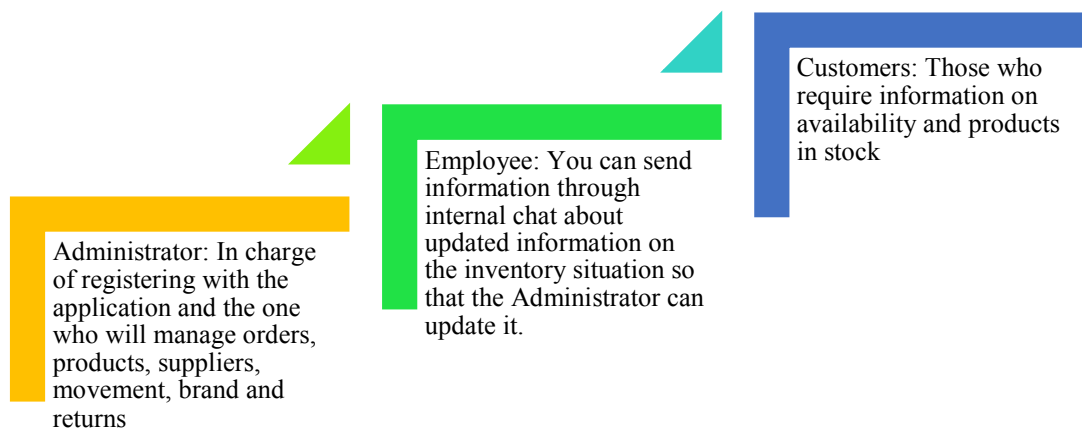 Administrator: In charge
of registering with the
application and the one
who will manage orders,
products, suppliers,
movement, brand and
returns
Employee: You can send
information through
internal chat about
updated information on
the inventory situation so
that the Administrator can
update it.
Customers: Those who
require information on
availability and products
in stock